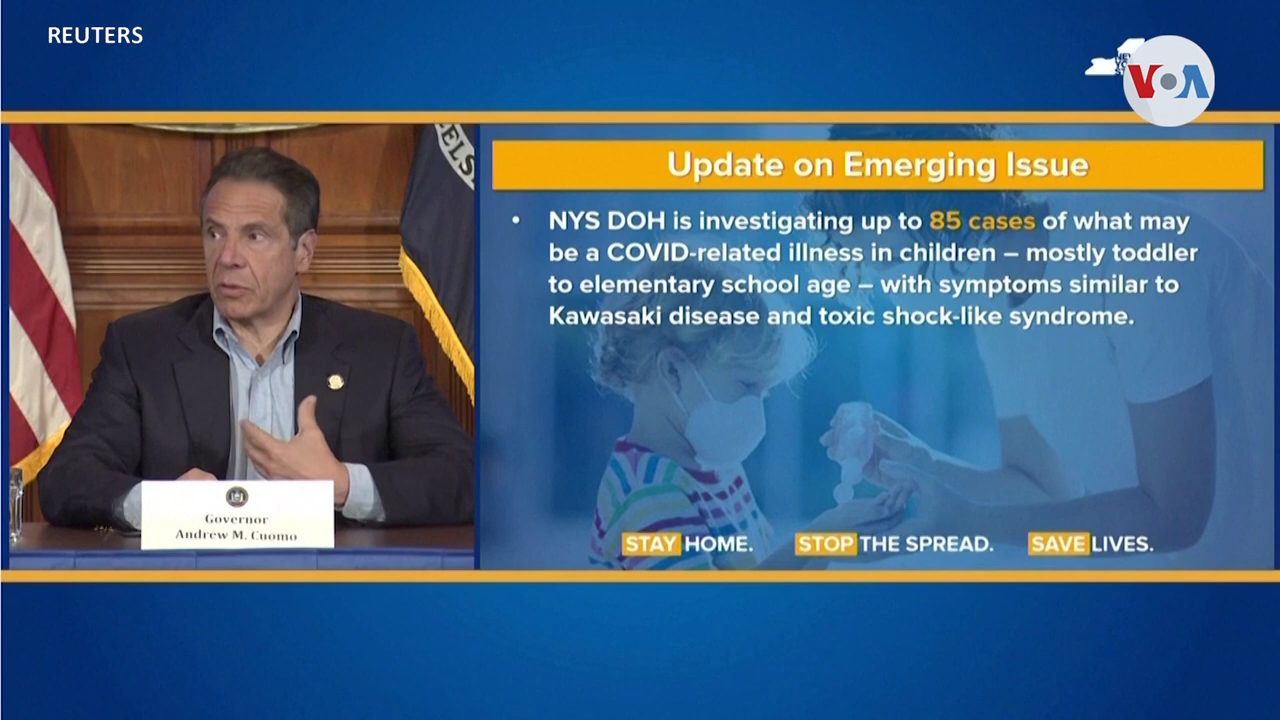 REUTERS
VOA
ELS
Update on Emerging Issue
• NYS DOH is investigating up to 85 cases of what may
be a COVID-related illness in children – mostly toddler
to elementary school age – with symptoms similar to
Kawasaki disease and toxic shock-like syndrome.
Governor
Andrew M. Cuomo
STAY HOME. STOP THE SPREAD. SAVE LIVES.